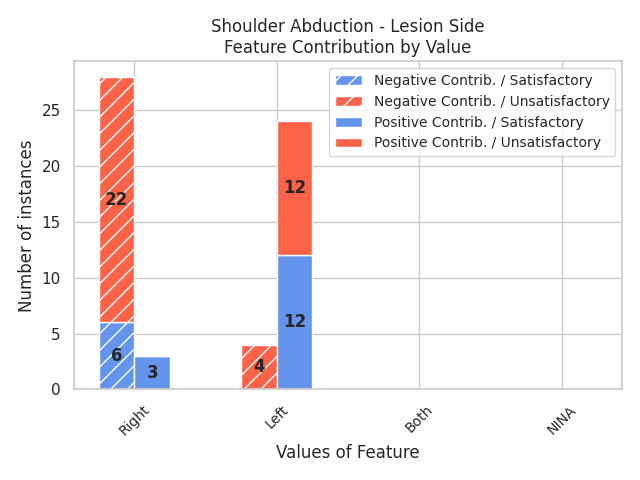 Shoulder Abduction - Lesion Side
Feature Contribution by Value
Negative Contrib. / Satisfactory
Negative Contrib. / Unsatisfactory
Positive Contrib. / Satisfactory
Positive Contrib. / Unsatisfactory
Number of instances
25
20
15
10
5
0
22
6
3
4
12
12
Right
Left
Both
NINA
Values of Feature